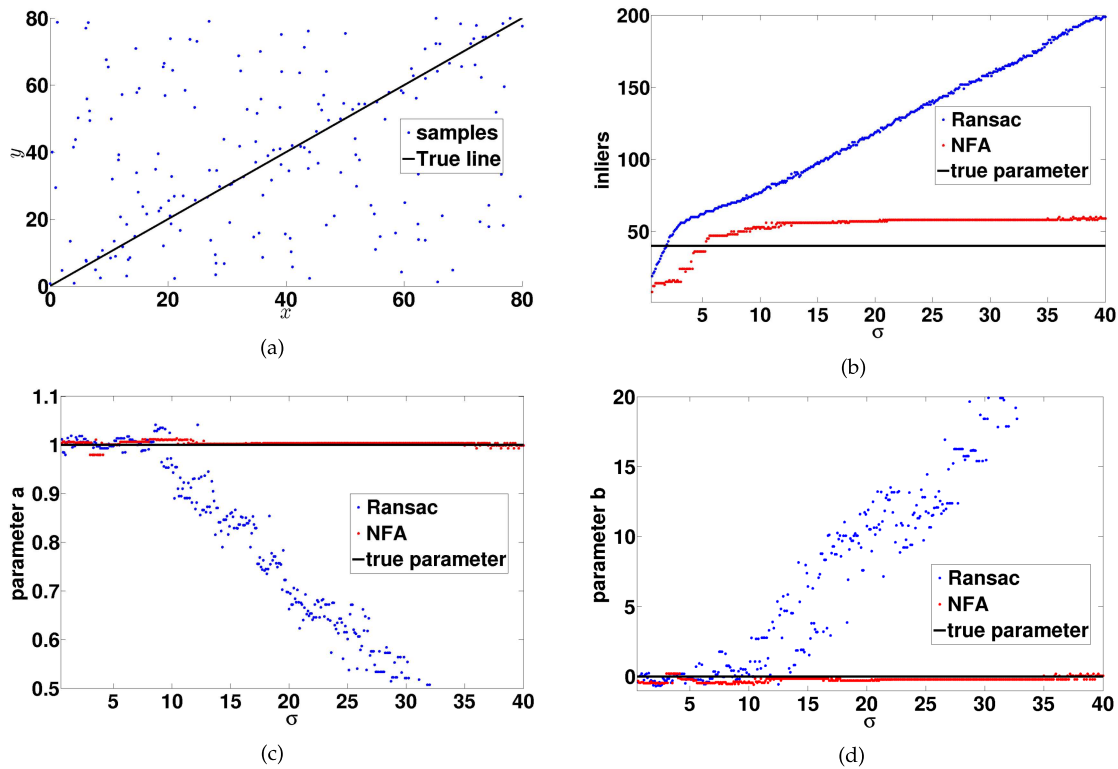 80
60
40
20
0
y
0 20 40 60 80
x
samples
True line
(a)
200
150
100
50
inliers
5 10 15 20 25 30 35 40
σ
Ransac
NFA
true parameter
(b)
1.1
1
0.9
0.8
0.7
0.6
0.5
parameter a
5 10 15 20 25 30 35 40
σ
Ransac
NFA
true parameter
(c)
20
15
10
5
0
parameter b
5 10 15 20 25 30 35 40
σ
Ransac
NFA
true parameter
(d)